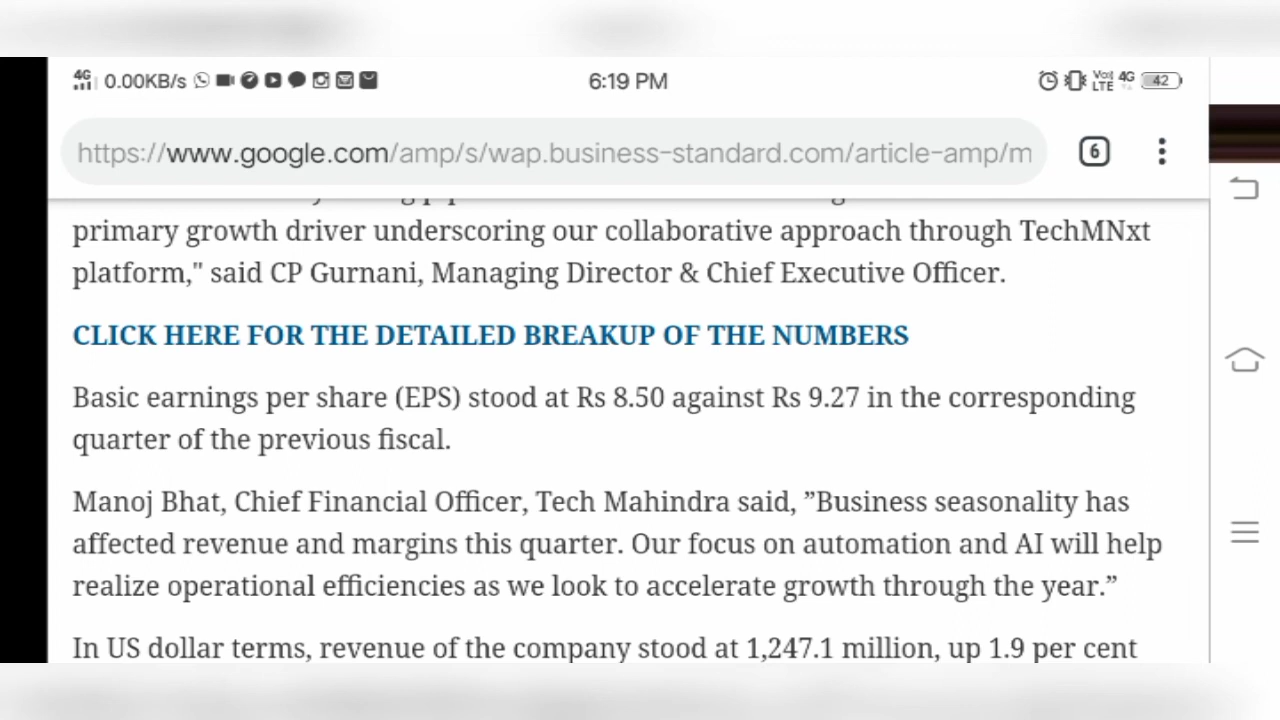 4G 0.00KB/s 6:19 PM Vo) LTE 4G 42
https://www.google.com/amp/s/wap.business-standard.com/article-amp/m 6
primary growth driver underscoring our collaborative approach through TechMNxt
platform," said CP Gurnani, Managing Director & Chief Executive Officer.
CLICK HERE FOR THE DETAILED BREAKUP OF THE NUMBERS
Basic earnings per share (EPS) stood at Rs 8.50 against Rs 9.27 in the corresponding
quarter of the previous fiscal.
Manoj Bhat, Chief Financial Officer, Tech Mahindra said, ”Business seasonality has
affected revenue and margins this quarter. Our focus on automation and AI will help
realize operational efficiencies as we look to accelerate growth through the year.”
In US dollar terms, revenue of the company stood at 1,247.1 million, up 1.9 per cent